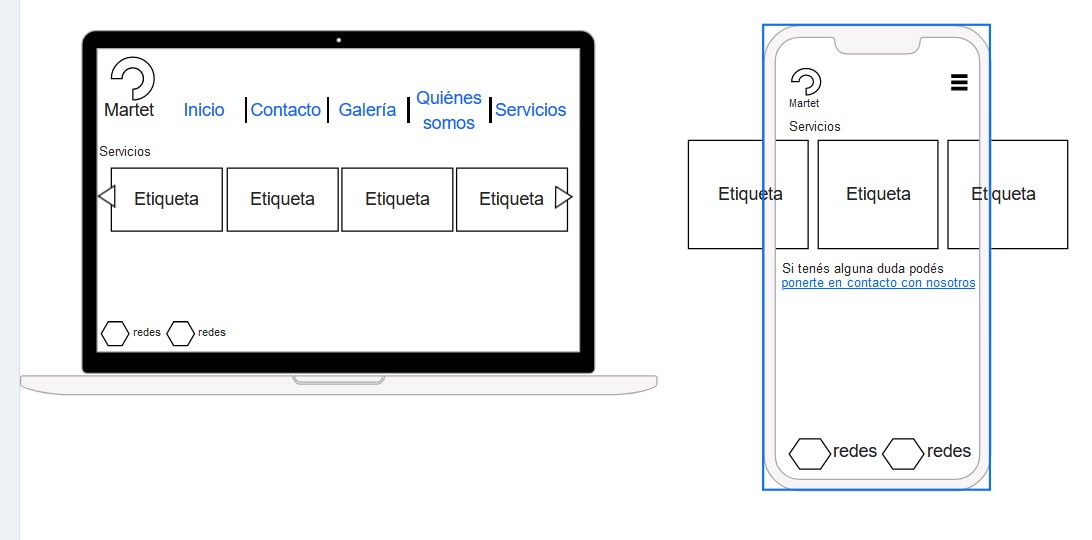 Martet
Inicio
Contacto
Galería
Quiénes
somos
Servicios
Servicios
Etiqueta
Etiqueta
Etiqueta
Etiqueta
redes
redes
Martet
Servicios
Etiqueta
Etiqueta
Etiqueta
Si tenés alguna duda podés
ponerte en contacto con nosotros
redes
redes